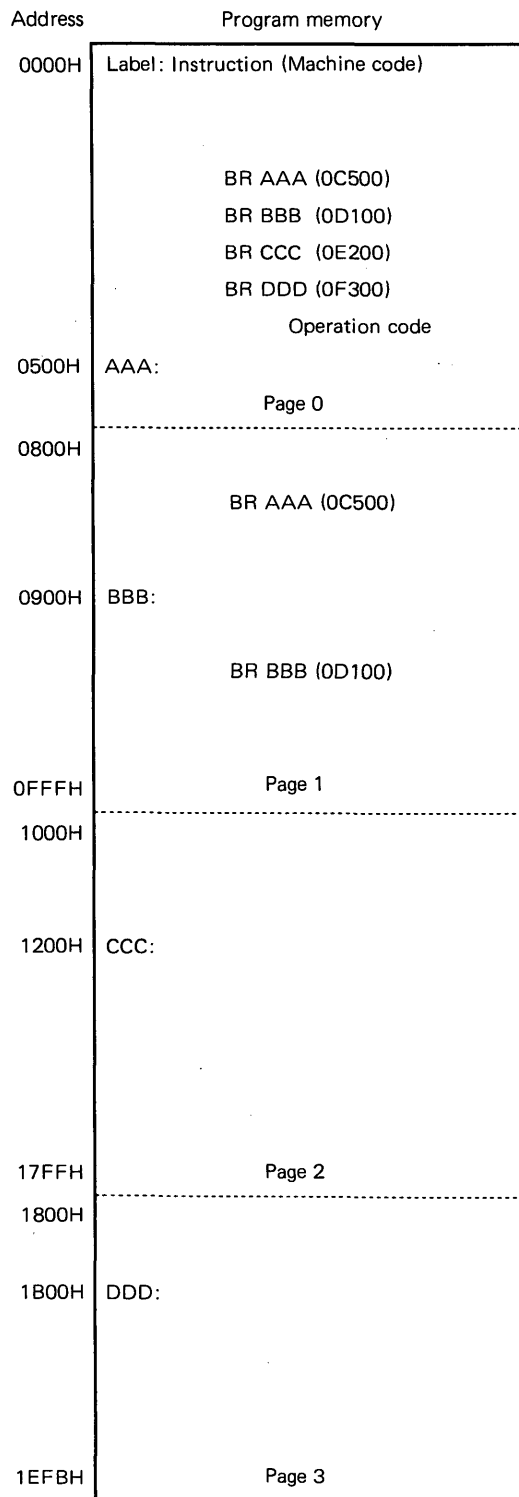 Address Program memory
0000H Label: Instruction (Machine code)
BR AAA (0C500)
BR BBB (0D100)
BR CCC (0E200)
BR DDD (0F300)
Operation code
0500H AAA:
Page 0
0800H
BR AAA (0C500)
0900H BBB:
BR BBB (0D100)
0FFFH Page 1
1000H
1200H CCC:
17FFH Page 2
1800H
1B00H DDD:
1EFBH Page 3